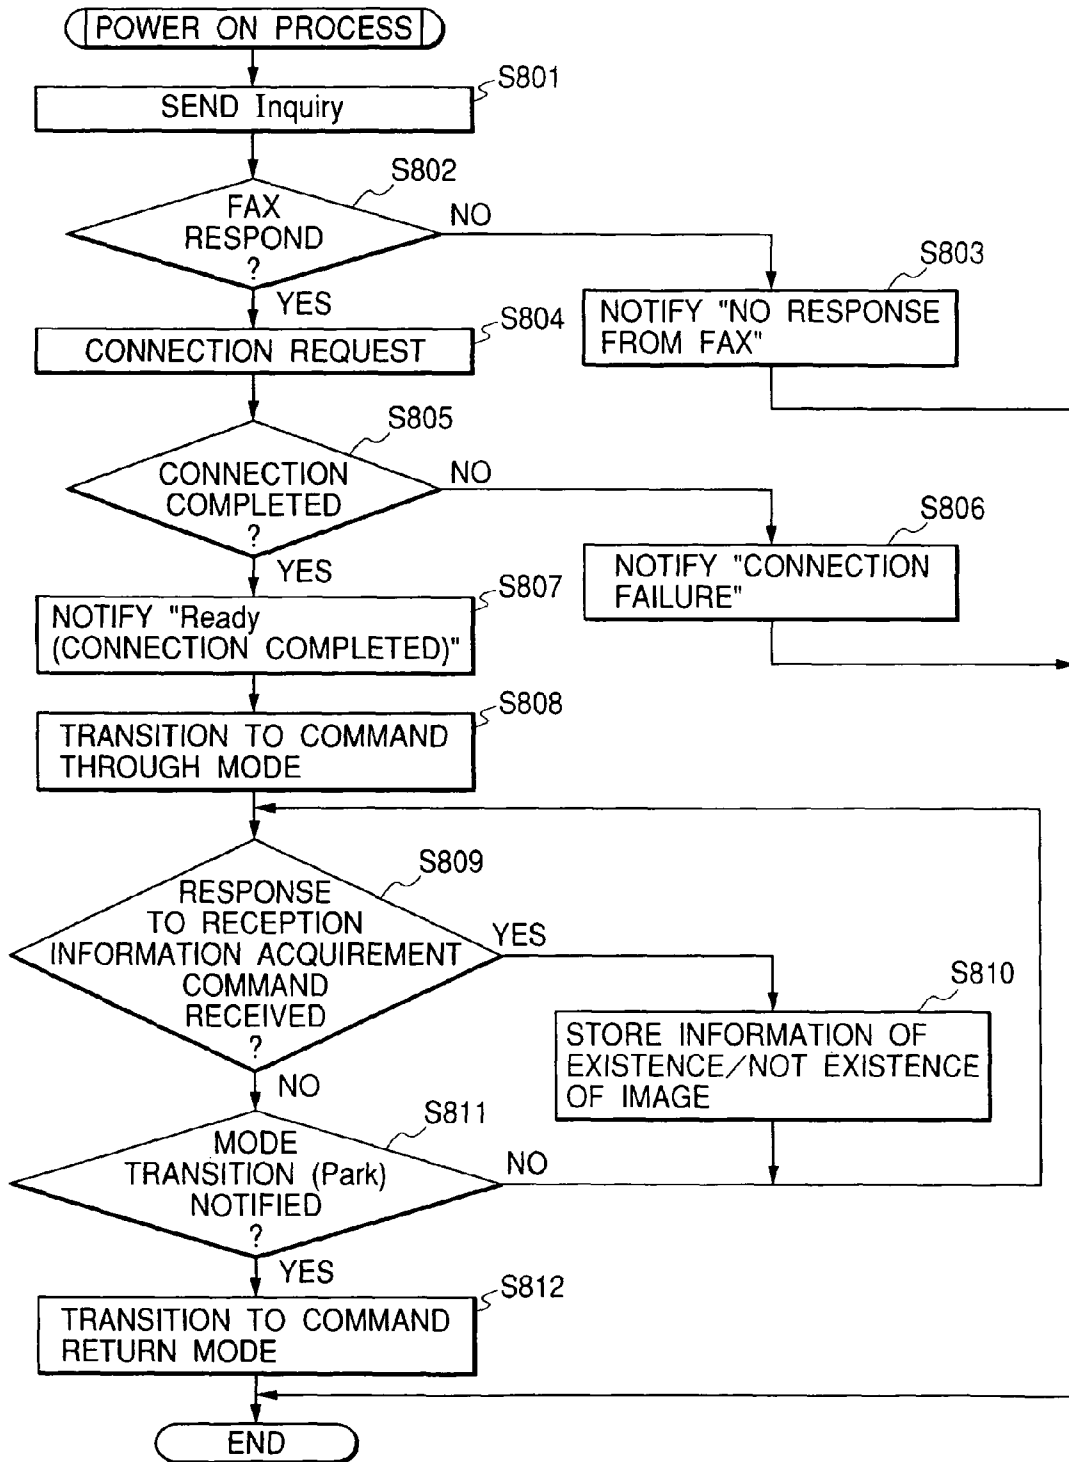 POWER ON PROCESS
S801
SEND Inquiry
S802
FAX
RESPOND
?
NO
YES
S803
NOTIFY "NO RESPONSE
FROM FAX"
S804
CONNECTION REQUEST
S805
CONNECTION
COMPLETED
?
NO
YES
S806
NOTIFY "CONNECTION
FAILURE"
S807
NOTIFY "Ready
(CONNECTION COMPLETED)"
S808
TRANSITION TO COMMAND
THROUGH MODE
S809
RESPONSE
TO RECEPTION
INFORMATION ACQUIREMENT
COMMAND
RECEIVED
?
YES
NO
S810
STORE INFORMATION OF
EXISTENCE/NOT EXISTENCE
OF IMAGE
S811
MODE
TRANSITION (Park)
NOTIFIED
?
NO
YES
S812
TRANSITION TO COMMAND
RETURN MODE
END